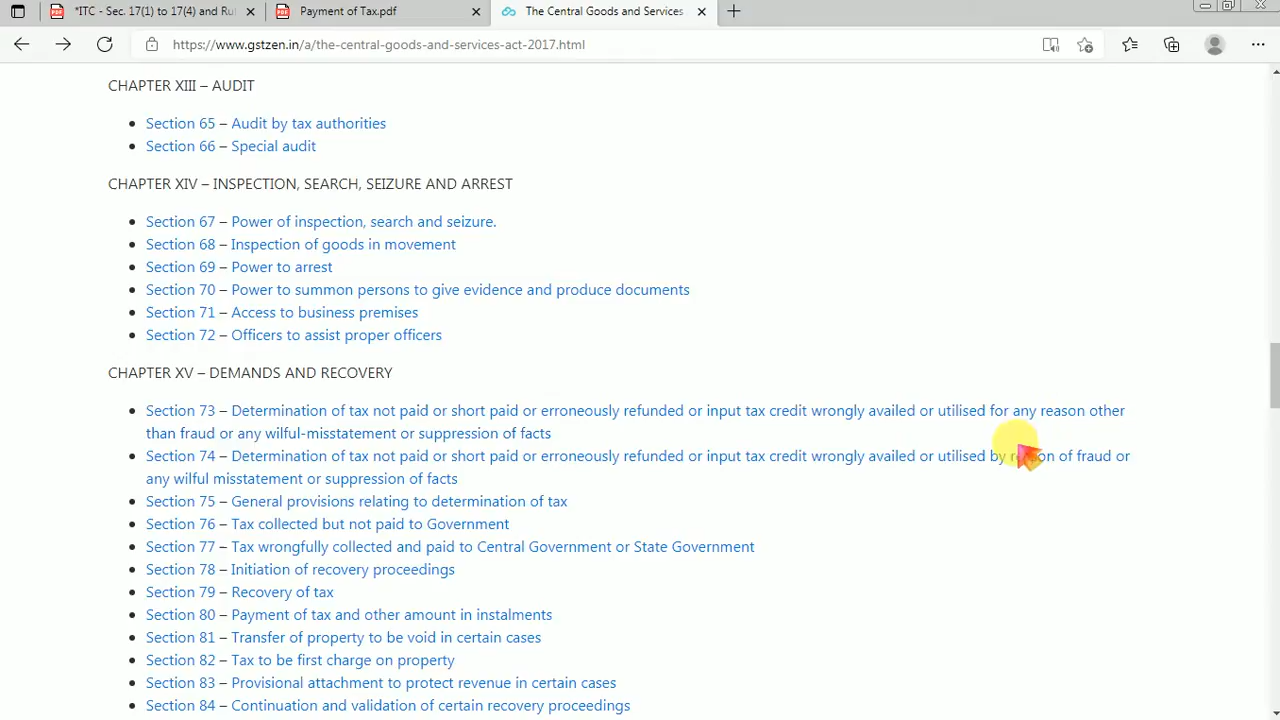 *ITC - Sec. 17(1) to 17(4) and Ru
Payment of Tax.pdf
The Central Goods and Services
https://www.gstzen.in/a/the-central-goods-and-services-act-2017.html
CHAPTER XIII – AUDIT
Section 65 – Audit by tax authorities
Section 66 – Special audit
CHAPTER XIV – INSPECTION, SEARCH, SEIZURE AND ARREST
Section 67 – Power of inspection, search and seizure.
Section 68 – Inspection of goods in movement
Section 69 – Power to arrest
Section 70 – Power to summon persons to give evidence and produce documents
Section 71 – Access to business premises
Section 72 – Officers to assist proper officers
CHAPTER XV – DEMANDS AND RECOVERY
Section 73 – Determination of tax not paid or short paid or erroneously refunded or input tax credit wrongly availed or utilised for any reason other
than fraud or any wilful-misstatement or suppression of facts
Section 74 – Determination of tax not paid or short paid or erroneously refunded or input tax credit wrongly availed or utilised by reason of fraud or
any wilful misstatement or suppression of facts
Section 75 – General provisions relating to determination of tax
Section 76 – Tax collected but not paid to Government
Section 77 – Tax wrongfully collected and paid to Central Government or State Government
Section 78 – Initiation of recovery proceedings
Section 79 – Recovery of tax
Section 80 – Payment of tax and other amount in instalments
Section 81 – Transfer of property to be void in certain cases
Section 82 – Tax to be first charge on property
Section 83 – Provisional attachment to protect revenue in certain cases
Section 84 – Continuation and validation of certain recovery proceedings